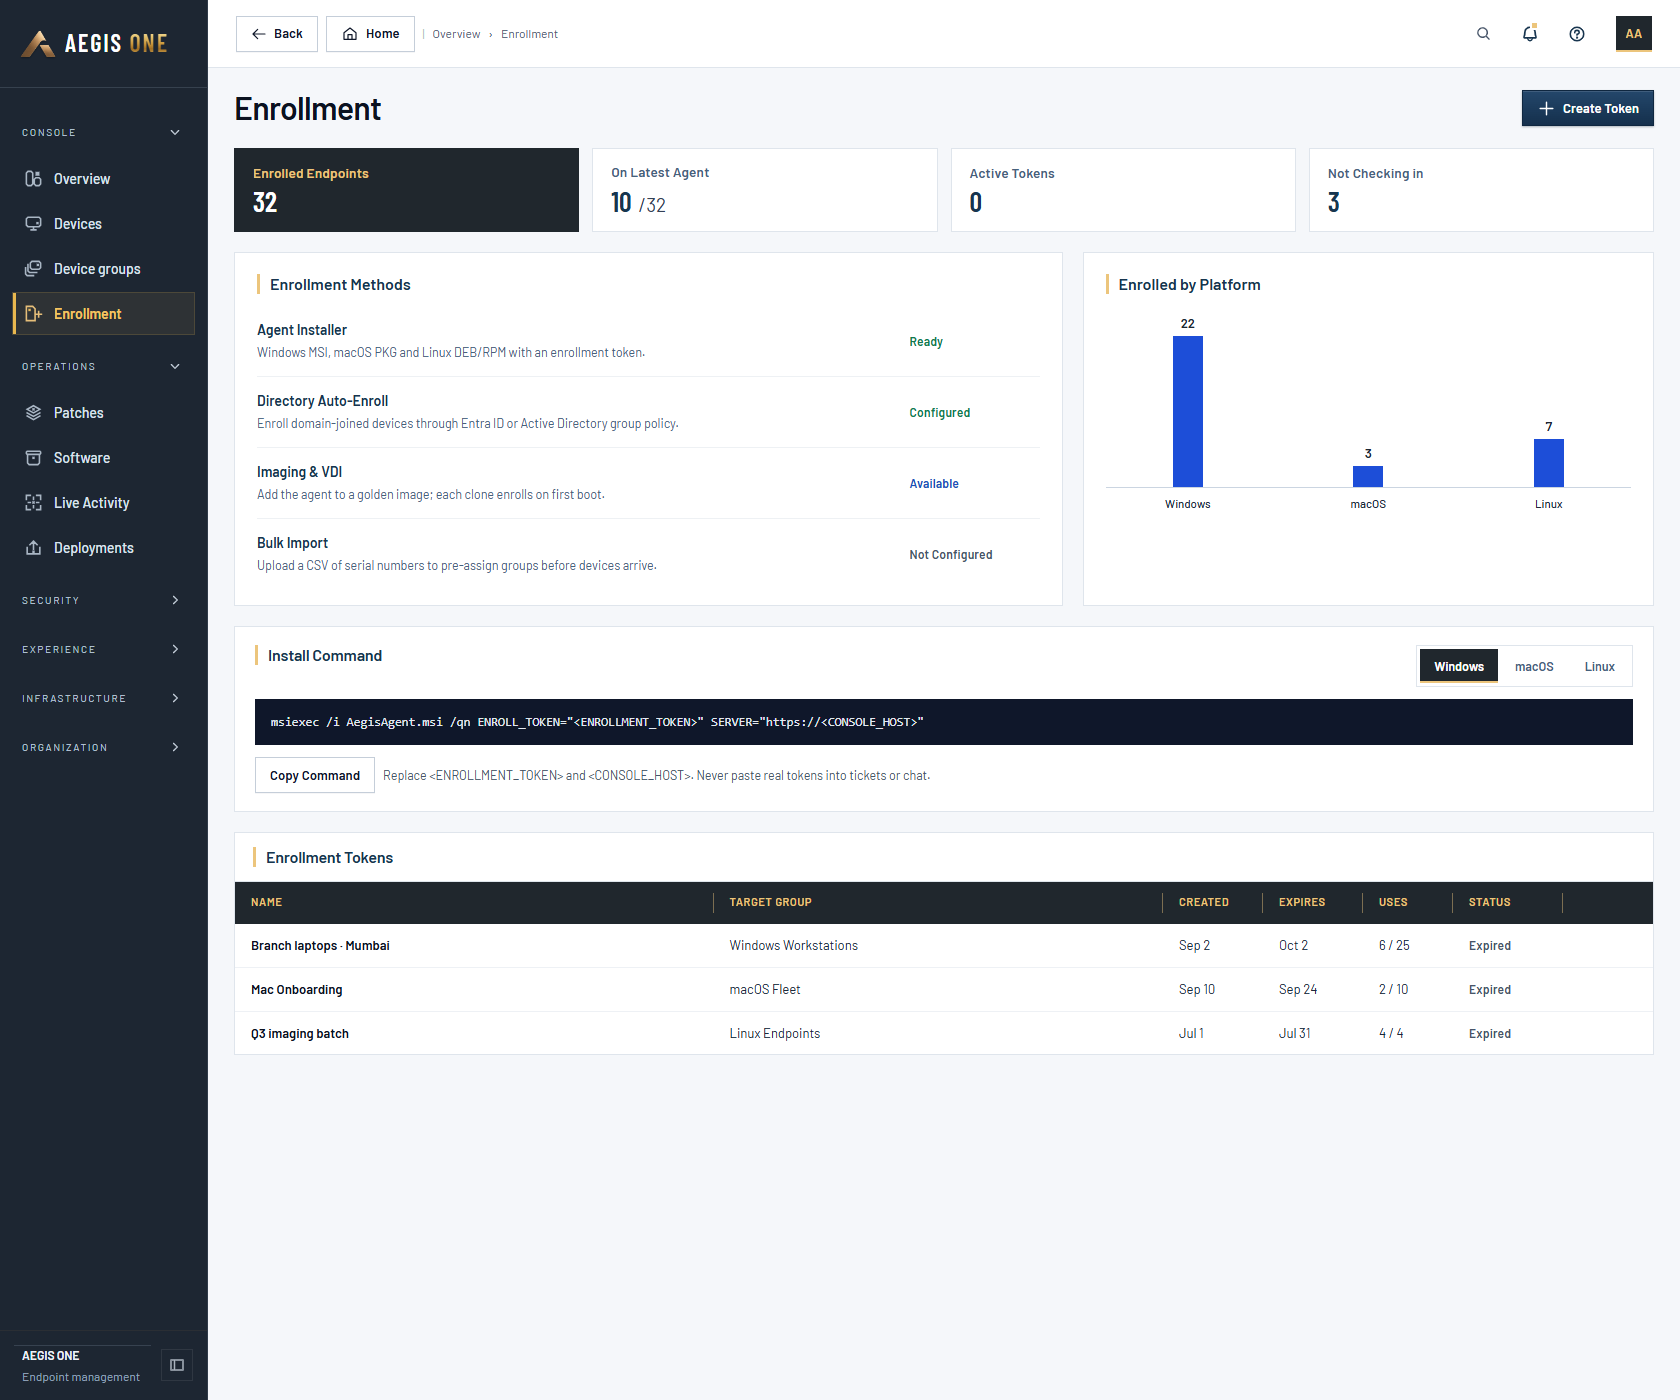 AEGIS ONE
Back
Home
Overview › Enrollment
AA
CONSOLE
Overview
Devices
Device groups
Enrollment
OPERATIONS
Patches
Software
Live Activity
Deployments
SECURITY
EXPERIENCE
INFRASTRUCTURE
ORGANIZATION
AEGIS ONE
Endpoint management
Enrollment
Create Token
Enrolled Endpoints
32
On Latest Agent
10 /32
Active Tokens
0
Not Checking in
3
Enrollment Methods
Agent Installer
Windows MSI, macOS PKG and Linux DEB/RPM with an enrollment token.
Ready
Directory Auto-Enroll
Enroll domain-joined devices through Entra ID or Active Directory group policy.
Configured
Imaging & VDI
Add the agent to a golden image; each clone enrolls on first boot.
Available
Bulk Import
Upload a CSV of serial numbers to pre-assign groups before devices arrive.
Not Configured
Enrolled by Platform
22
3
7
Windows
macOS
Linux
Install Command
Windows
macOS
Linux
msiexec /i AegisAgent.msi /qn ENROLL_TOKEN="<ENROLLMENT_TOKEN>" SERVER="https://<CONSOLE_HOST>"
Copy Command
Replace <ENROLLMENT_TOKEN> and <CONSOLE_HOST>. Never paste real tokens into tickets or chat.
Enrollment Tokens
NAME TARGET GROUP CREATED EXPIRES USES STATUS
Branch laptops · Mumbai Windows Workstations Sep 2 Oct 2 6 / 25 Expired
Mac Onboarding macOS Fleet Sep 10 Sep 24 2 / 10 Expired
Q3 imaging batch Linux Endpoints Jul 1 Jul 31 4 / 4 Expired